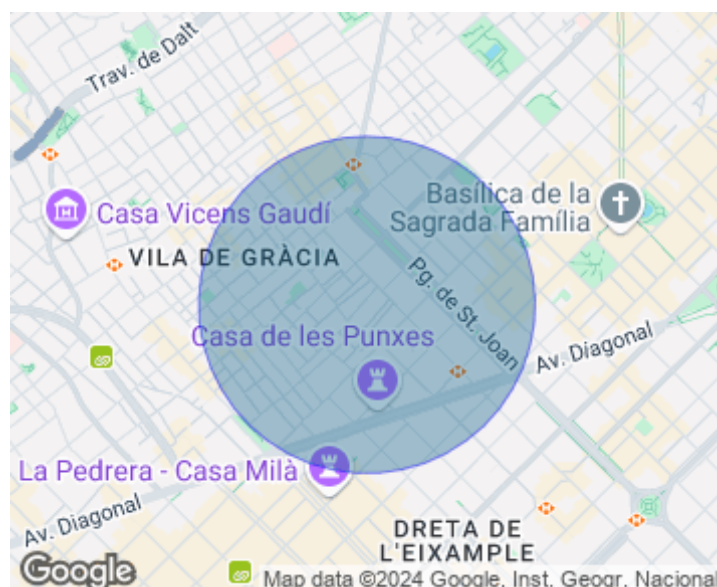 Trav. de Dalt
Casa Vicens Gaudí
Basílica de la
Sagrada Família
VILA DE GRÀCIA
Pg. de St. Joan
Casa de les Punxes
Av. Diagonal
La Pedrera - Casa Milà
Av. Diagonal
DRETA DE
L'EIXAMPLE
Google
Map data ©2024 Google, Inst. Geogr. Nacional